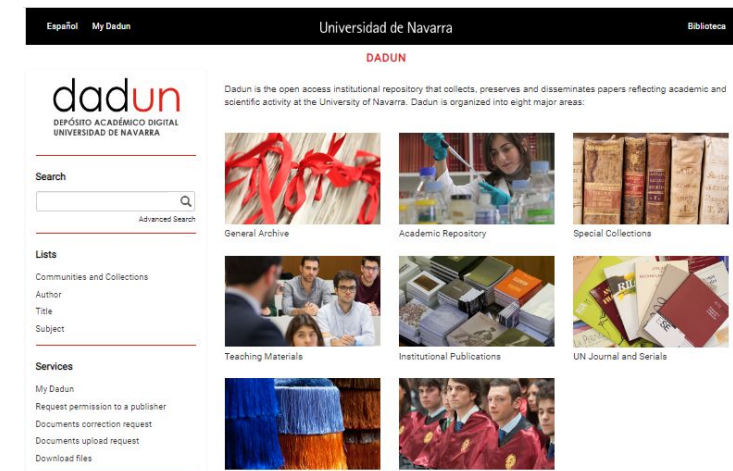 Español My Dadun Universidad de Navarra Biblioteca
DADUN
dadun
DEPÓSITO ACADÉMICO DIGITAL
UNIVERSIDAD DE NAVARRA
Dadun is the open access institutional repository that collects, preserves and disseminates papers reflecting academic and
scientific activity at the University of Navarra. Dadun is organized into eight major areas:
Search
Advanced Search
Lists
Communities and Collections
Author
Title
Subject
Services
My Dadun
Request permission to a publisher
Documents correction request
Documents upload request
Download files
General Archive
Academic Repository
Special Collections
Teaching Materials
Institutional Publications
UN Journal and Serials